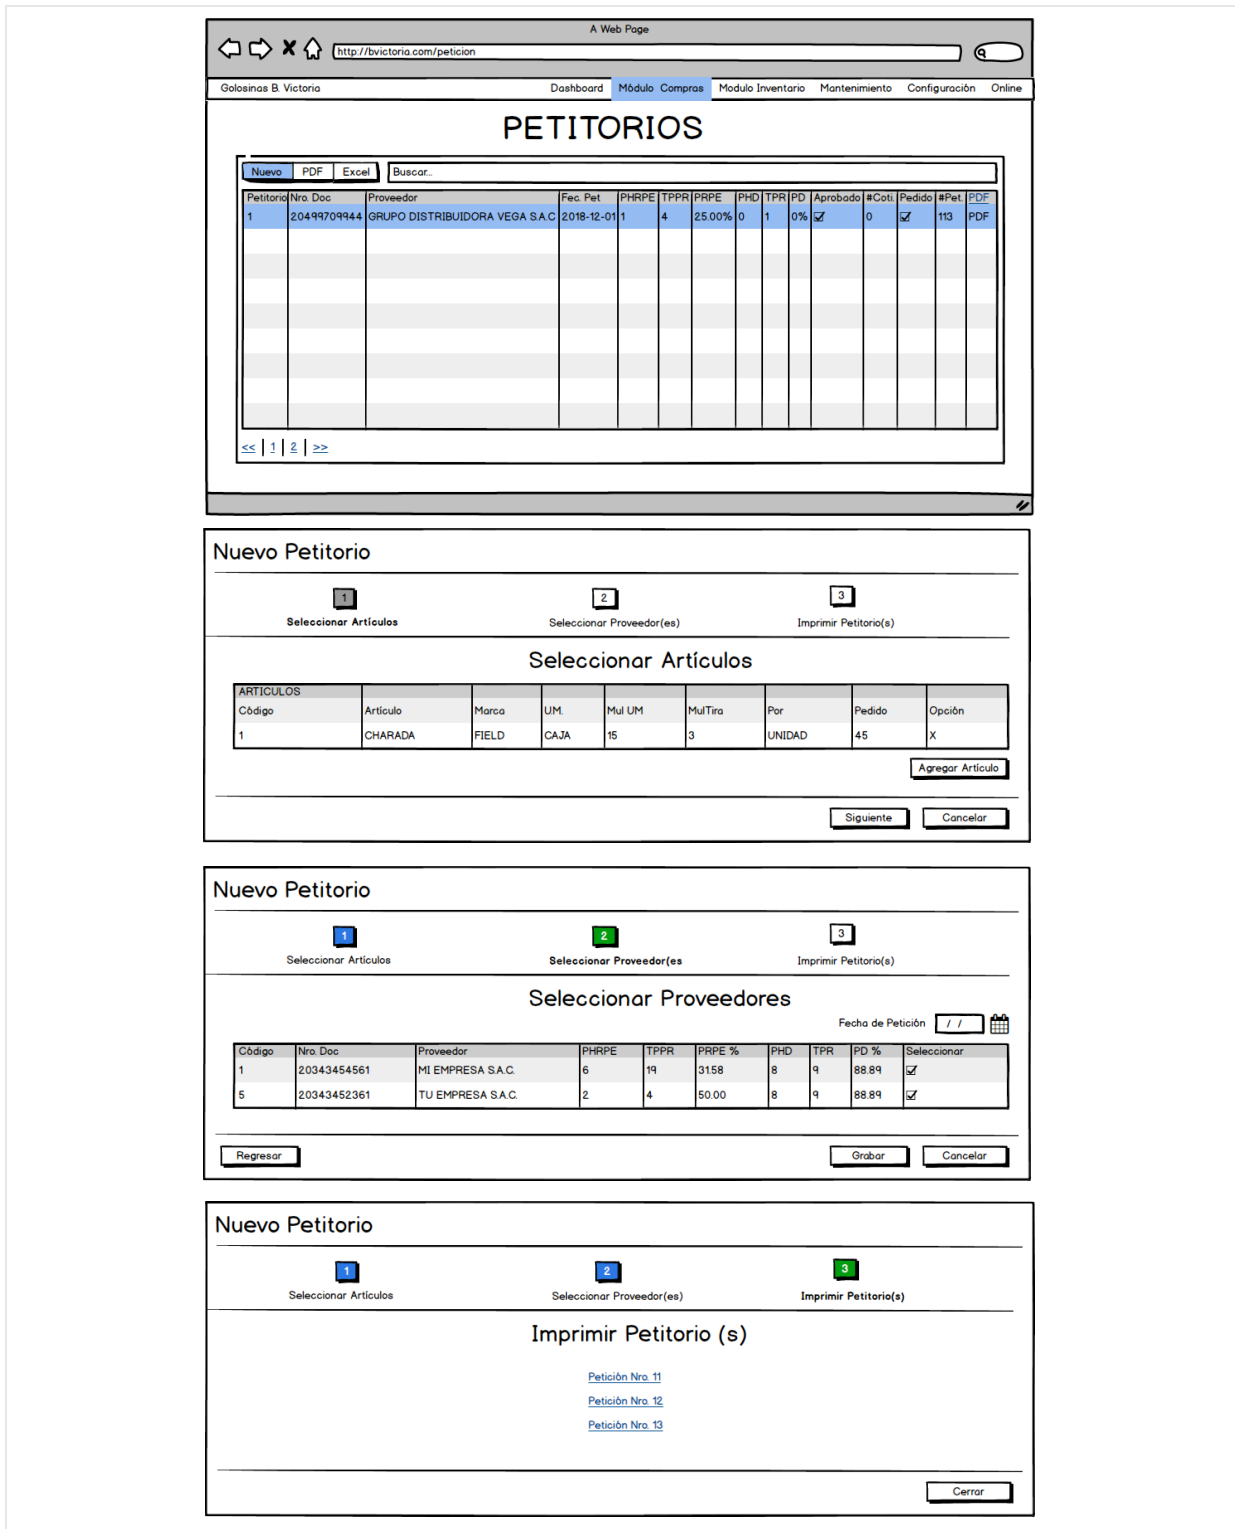 A Web Page
http://bvictoria.com/peticion
Golosinas B. Victoria Dashboard Módulo Compras Modulo Inventario Mantenimiento Configuración Online
PETITORIOS
Nuevo PDF Excel Buscar...
Petitorio Nro. Doc Proveedor Fec. Pet PHRPE TPPR PRPE PHD TPR PD Aprobado #Coti. Pedido #Pet. PDF
1 20499709944 GRUPO DISTRIBUIDORA VEGA S.A.C 2018-12-01 1 4 25.00% 0 1 0% 0 113 PDF
<< 1 2 >>
Nuevo Petitorio
1 2 3
Seleccionar Artículos Seleccionar Proveedor(es) Imprimir Petitorio(s)
Seleccionar Artículos
ARTICULOS
Código Artículo Marca U.M. Mul UM MulTira Por Pedido Opción
1 CHARADA FIELD CAJA 15 3 UNIDAD 45 X
Agregar Artículo
Siguiente Cancelar
Nuevo Petitorio
1 2 3
Seleccionar Artículos Seleccionar Proveedor(es Imprimir Petitorio(s)
Seleccionar Proveedores
Fecha de Petición / /
Código Nro. Doc Proveedor PHRPE TPPR PRPE % PHD TPR PD % Seleccionar
1 20343454561 MI EMPRESA S.A.C. 6 19 31.58 8 9 88.89
5 20343452361 TU EMPRESA S.A.C. 2 4 50.00 8 9 88.89
Regresar Grabar Cancelar
Nuevo Petitorio
1 2 3
Seleccionar Artículos Seleccionar Proveedor(es) Imprimir Petitorio(s)
Imprimir Petitorio (s)
Petición Nro. 11
Petición Nro. 12
Petición Nro. 13
Cerrar